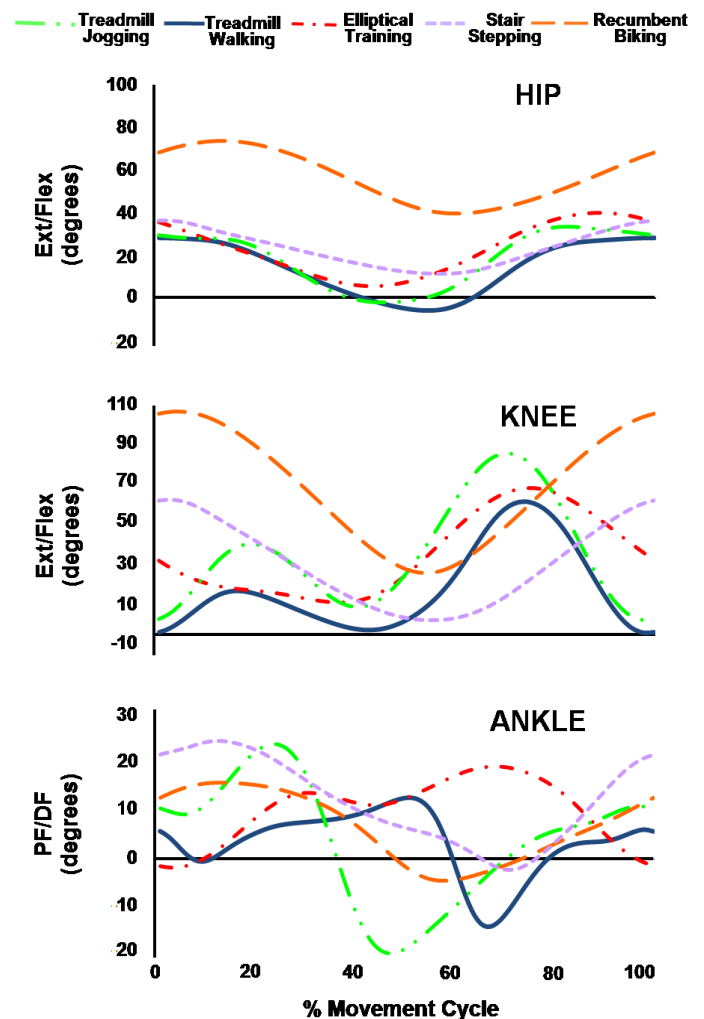 Treadmill Jogging
Treadmill Walking
Elliptical Training
Stair Stepping
Recumbent Biking
HIP
Ext/Flex
(degrees)
100
80
60
40
20
0
20
KNEE
Ext/Flex
(degrees)
110
90
70
50
30
10
-10
ANKLE
PF/DF
(degrees)
30
20
10
0
-10
20
0 20 40 60 80 100
% Movement Cycle